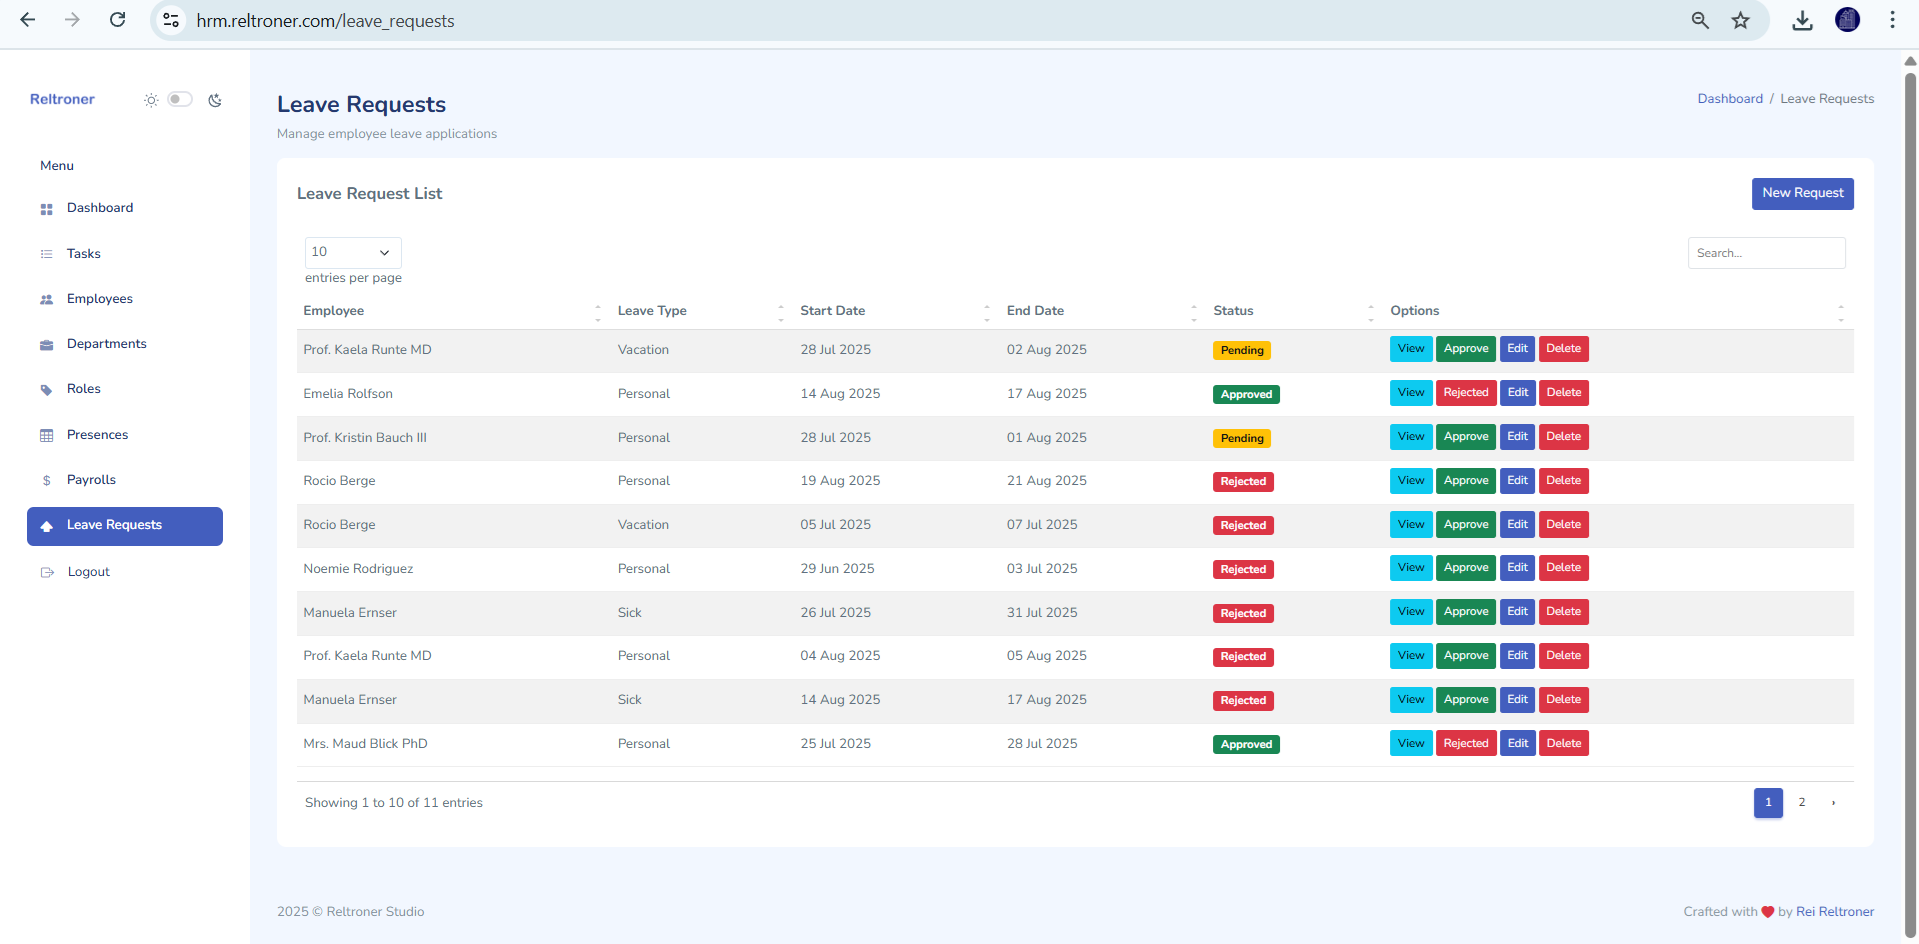 hrm.reltroner.com/leave_requests
Reltroner
Menu
Dashboard
Tasks
Employees
Departments
Roles
Presences
Payrolls
Leave Requests
Logout
Leave Requests
Manage employee leave applications
Dashboard / Leave Requests
Leave Request List
New Request
10
entries per page
Search...
Employee Leave Type Start Date End Date Status Options
Prof. Kaela Runte MD Vacation 28 Jul 2025 02 Aug 2025 Pending View Approve Edit Delete
Emelia Rolfson Personal 14 Aug 2025 17 Aug 2025 Approved View Rejected Edit Delete
Prof. Kristin Bauch III Personal 28 Jul 2025 01 Aug 2025 Pending View Approve Edit Delete
Rocio Berge Personal 19 Aug 2025 21 Aug 2025 Rejected View Approve Edit Delete
Rocio Berge Vacation 05 Jul 2025 07 Jul 2025 Rejected View Approve Edit Delete
Noemie Rodriguez Personal 29 Jun 2025 03 Jul 2025 Rejected View Approve Edit Delete
Manuela Ernser Sick 26 Jul 2025 31 Jul 2025 Rejected View Approve Edit Delete
Prof. Kaela Runte MD Personal 04 Aug 2025 05 Aug 2025 Rejected View Approve Edit Delete
Manuela Ernser Sick 14 Aug 2025 17 Aug 2025 Rejected View Approve Edit Delete
Mrs. Maud Blick PhD Personal 25 Jul 2025 28 Jul 2025 Approved View Rejected Edit Delete
Showing 1 to 10 of 11 entries
1 2 ›
2025 © Reltroner Studio
Crafted with ❤ by Rei Reltroner